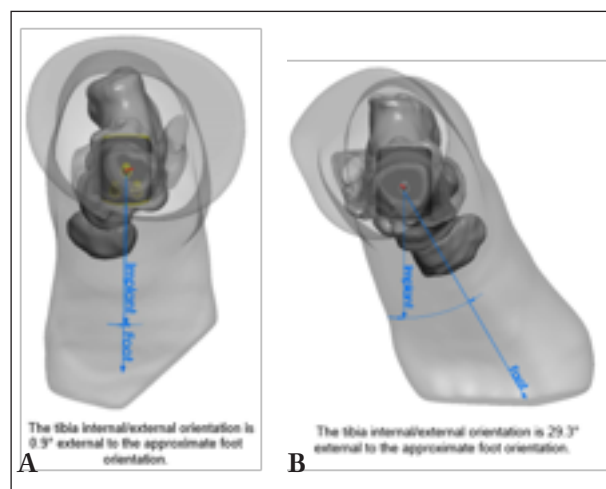 Implant
Foot
The tibia internal/external orientation is
0.9° external to the approximate foot
orientation.
A
Implant
Foot
The tibia internal/external orientation is 29.3°
external to the approximate foot orientation.
B